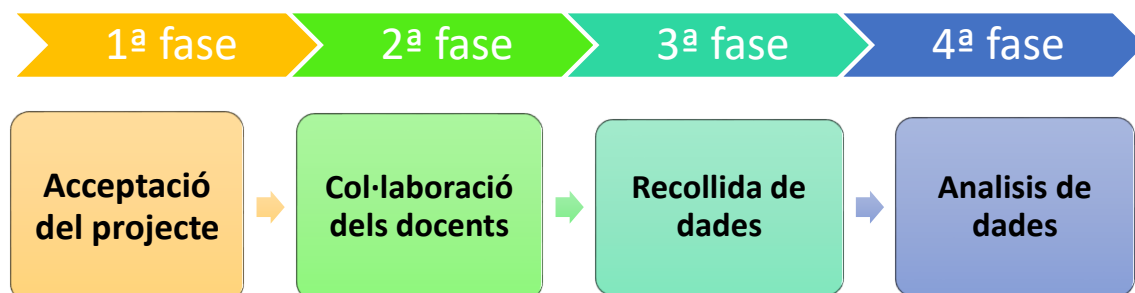 1ª fase
2ª fase
3ª fase
4ª fase
Acceptació
del projecte
Col·laboració
dels docents
Recollida de
dades
Analisis de
dades